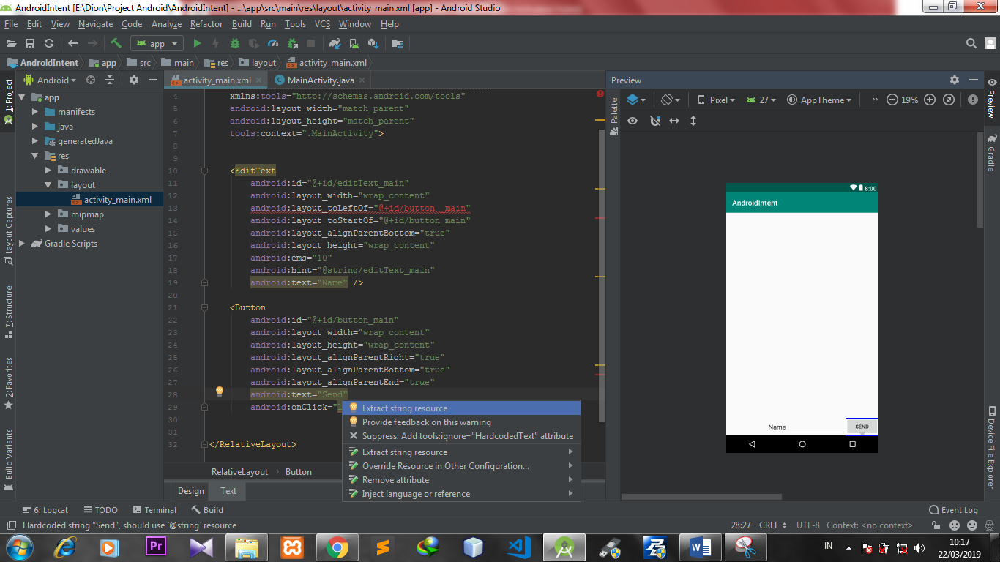 AndroidIntent [E:\Dion\Project Android\AndroidIntent] - ...\app\src\main\res\layout\activity_main.xml [app] - Android Studio
File Edit View Navigate Code Analyze Refactor Build Run Tools VCS Window Help
app
AndroidIntent app src main res layout activity_main.xml
1: Project
Layout Captures
7: Structure
2: Favorites
Build Variants
Android
app
manifests
java
generatedJava
res
drawable
layout
activity_main.xml
mipmap
values
Gradle Scripts
activity_main.xml MainActivity.java
4 xmlns:tools="http://schemas.android.com/tools"
5 android:layout_width="match_parent"
6 android:layout_height="match_parent"
7 tools:context=".MainActivity">
8
9
10 <EditText
11 android:id="@+id/editText_main"
12 android:layout_width="wrap_content"
13 android:layout_toLeftOf="@+id/button _main"
14 android:layout_toStartOf="@+id/button_main"
15 android:layout_alignParentBottom="true"
16 android:layout_height="wrap_content"
17 android:ems="10"
18 android:hint="@string/editText_main"
19 android:text="Name" />
20
21 <Button
22 android:id="@+id/button_main"
23 android:layout_width="wrap_content"
24 android:layout_height="wrap_content"
25 android:layout_alignParentRight="true"
26 android:layout_alignParentBottom="true"
27 android:layout_alignParentEnd="true"
28 android:text="Send"
29 android:onClick="l
30
31
32 </RelativeLayout>
Extract string resource
Provide feedback on this warning
Suppress: Add tools:ignore="HardcodedText" attribute
Extract string resource
Override Resource in Other Configuration...
Remove attribute
Inject language or reference
RelativeLayout Button
Design Text
Preview
Palette
Pixel 27 AppTheme 19%
8:00
AndroidIntent
Name SEND
Preview
Gradle
Device File Explorer
6: Logcat TODO Terminal Build Event Log
Hardcoded string "Send", should use `@string` resource 28:27 CRLF UTF-8 Context: <no context>
Pr
W
IN
10:17
22/03/2019